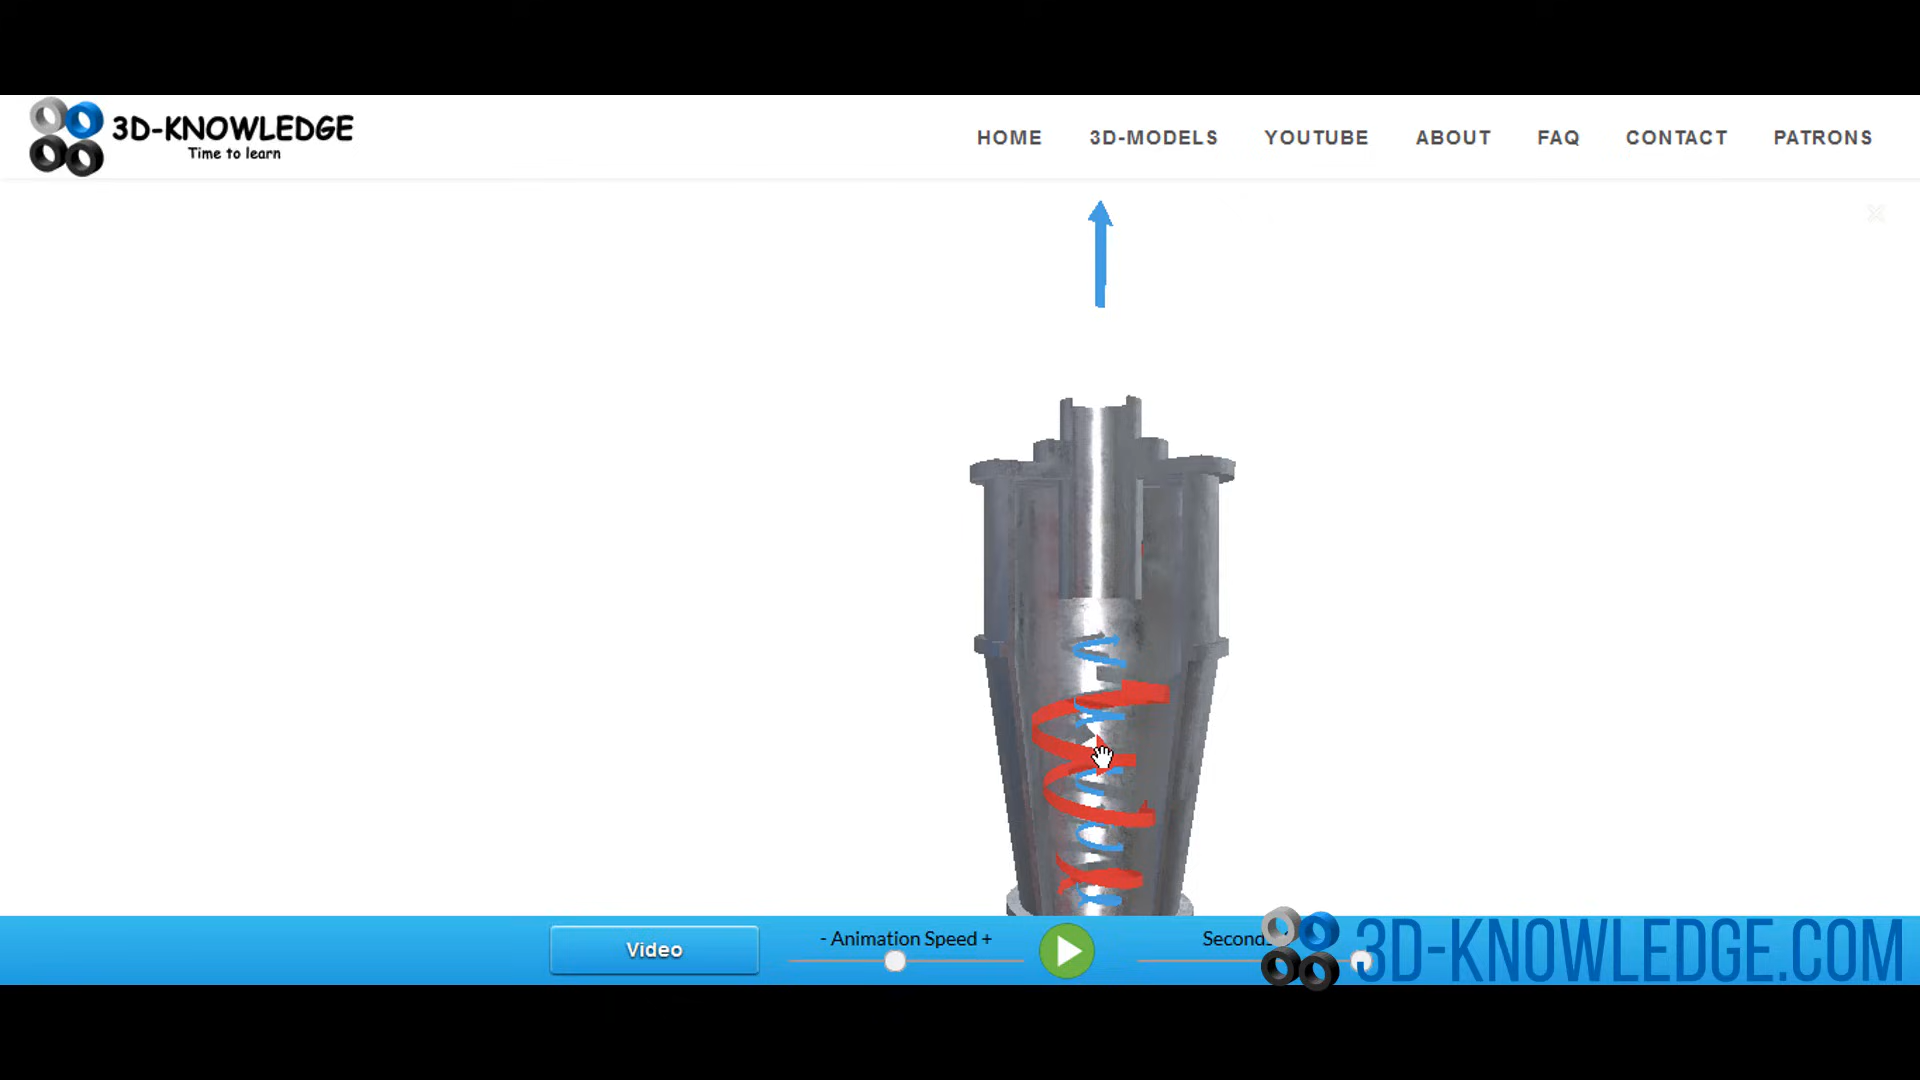 3D-KNOWLEDGE
Time to learn
HOME 3D-MODELS YOUTUBE ABOUT FAQ CONTACT PATRONS
Video
- Animation Speed +
3D-KNOWLEDGE.COM